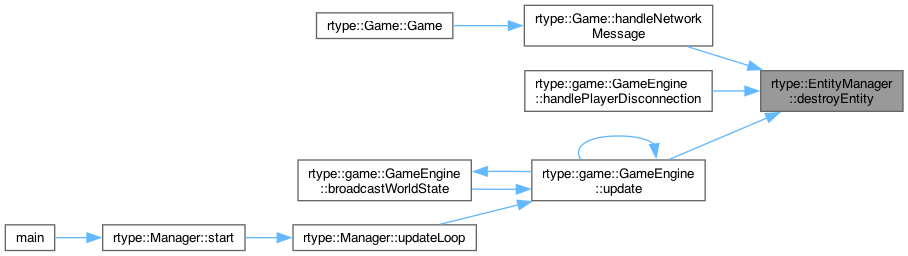 rtype::Game::Game
rtype::Game::handleNetwork
Message
rtype::EntityManager
::destroyEntity
rtype::game::GameEngine
::handlePlayerDisconnection
rtype::game::GameEngine
::broadcastWorldState
rtype::game::GameEngine
::update
main
rtype::Manager::start
rtype::Manager::updateLoop